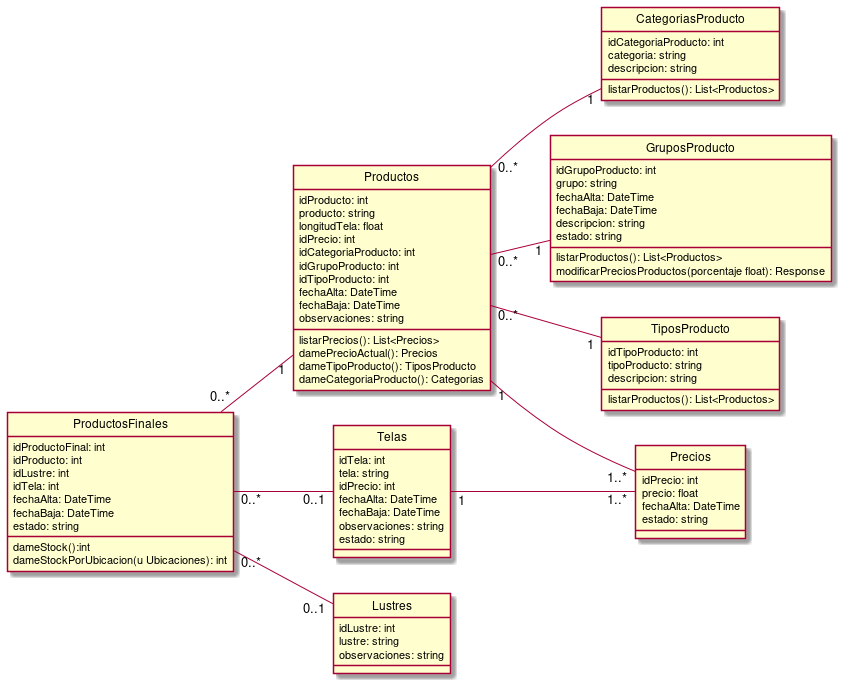 CategoriasProducto
idCategoriaProducto: int
categoria: string
descripcion: string
listarProductos(): List<Productos>
1
0..*
GruposProducto
idGrupoProducto: int
grupo: string
fechaAlta: DateTime
fechaBaja: DateTime
descripcion: string
estado: string
listarProductos(): List<Productos>
modificarPreciosProductos(porcentaje float): Response
1
0..*
Productos
idProducto: int
producto: string
longitudTela: float
idPrecio: int
idCategoriaProducto: int
idGrupoProducto: int
idTipoProducto: int
fechaAlta: DateTime
fechaBaja: DateTime
observaciones: string
listarPrecios(): List<Precios>
damePrecioActual(): Precios
dameTipoPoducto(): TiposProducto
dameCategoriaProducto(): Categorias
0..*
1
TiposProducto
idTipoProducto: int
tipoProducto: string
descripcion: string
listarProductos(): List<Productos>
1
0..*
1
1..*
ProductosFinales
idProductoFinal: int
idProducto: int
idLustre: int
idTela: int
fechaAlta: DateTime
fechaBaja: DateTime
estado: string
dameStock():int
dameStockPorUbicacion(u Ubicaciones): int
0..*
0..1
Telas
idTela: int
tela: string
idPrecio: int
fechaAlta: DateTime
fechaBaja: DateTime
observaciones: string
estado: string
1
1..*
Precios
idPrecio: int
precio: float
fechaAlta: DateTime
estado: string
0..*
0..1
Lustres
idLustre: int
lustre: string
observaciones: string